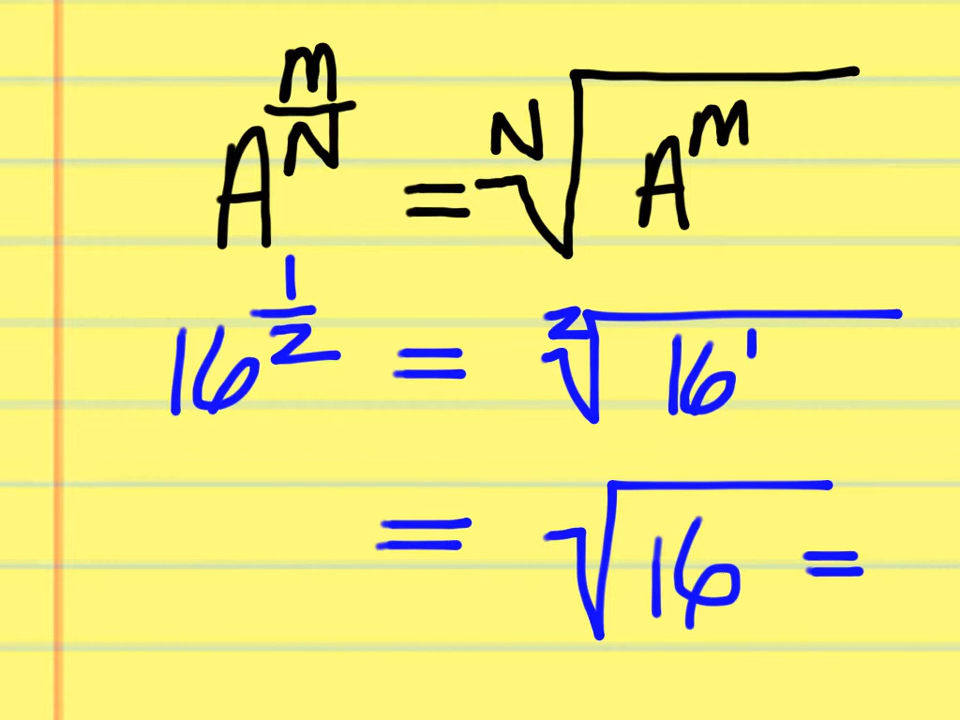 A^(M/N) = ᴺ√(A^M)
16^(1/2) = ²√(16^1)
= √16 =